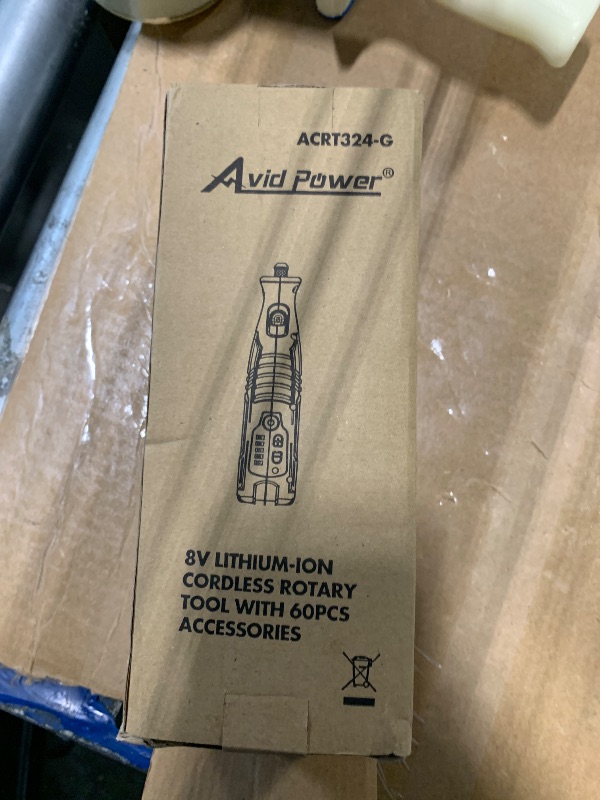 ACRT324-G
Avid Power®
8V LITHIUM-ION
CORDLESS ROTARY
TOOL WITH 60PCS
ACCESSORIES